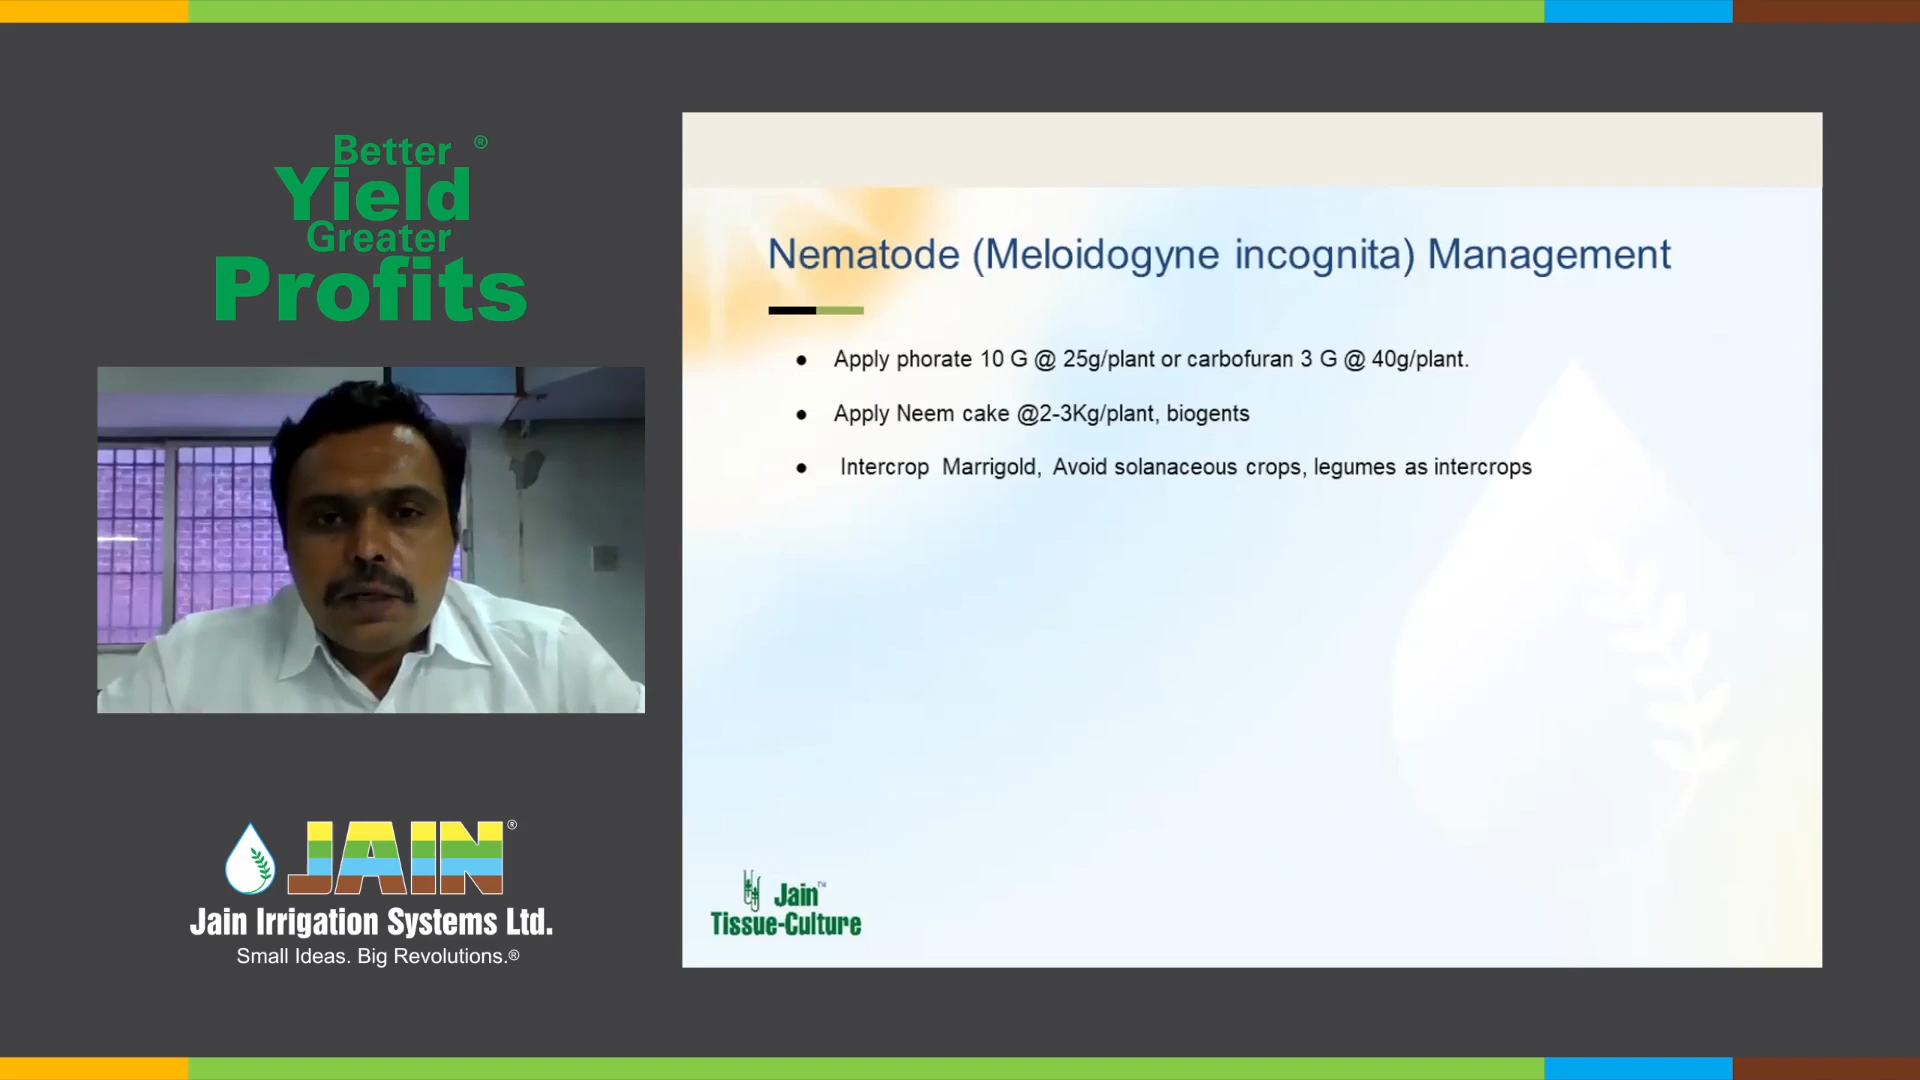 Better ®
Yield
Greater
Profits
Nematode (Meloidogyne incognita) Management
● Apply phorate 10 G @ 25g/plant or carbofuran 3 G @ 40g/plant.
● Apply Neem cake @2-3Kg/plant, biogents
● Intercrop Marrigold, Avoid solanaceous crops, legumes as intercrops
JAIN®
Jain Irrigation Systems Ltd.
Small Ideas. Big Revolutions.®
Jain™
Tissue-Culture